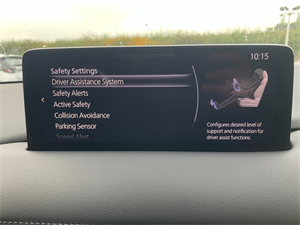 10:15
Safety Settings
Driver Assistance System
Safety Alerts
Active Safety
Collision Avoidance
Parking Sensor
Speed Alert
Configures desired level of
support and notification for
driver assist functions.